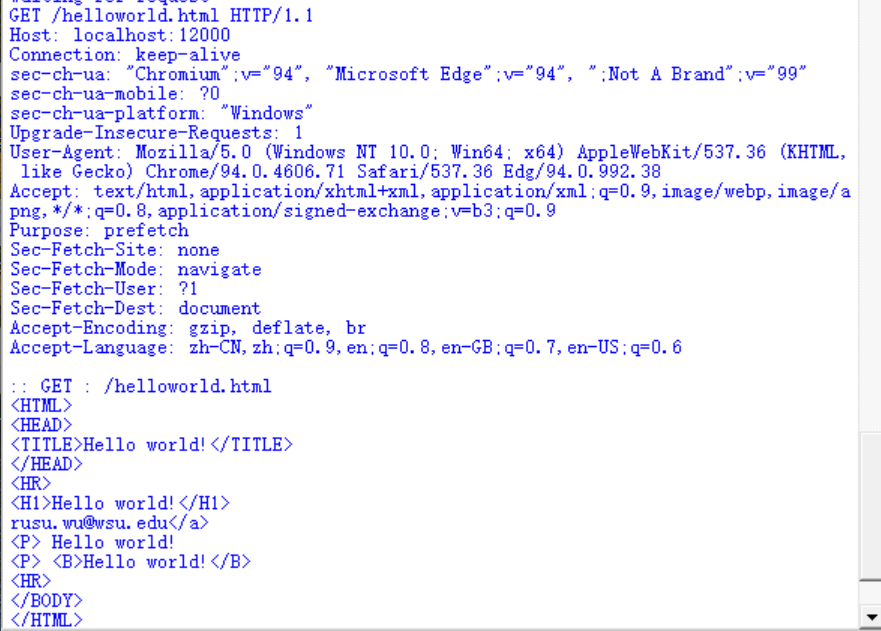 GET /helloworld.html HTTP/1.1
Host: localhost:12000
Connection: keep-alive
sec-ch-ua: "Chromium";v="94", "Microsoft Edge";v="94", ";Not A Brand";v="99"
sec-ch-ua-mobile: ?0
sec-ch-ua-platform: "Windows"
Upgrade-Insecure-Requests: 1
User-Agent: Mozilla/5.0 (Windows NT 10.0; Win64; x64) AppleWebKit/537.36 (KHTML,
like Gecko) Chrome/94.0.4606.71 Safari/537.36 Edg/94.0.992.38
Accept: text/html,application/xhtml+xml,application/xml;q=0.9,image/webp,image/a
png,*/*;q=0.8,application/signed-exchange;v=b3;q=0.9
Purpose: prefetch
Sec-Fetch-Site: none
Sec-Fetch-Mode: navigate
Sec-Fetch-User: ?1
Sec-Fetch-Dest: document
Accept-Encoding: gzip, deflate, br
Accept-Language: zh-CN,zh;q=0.9,en;q=0.8,en-GB;q=0.7,en-US;q=0.6
:: GET : /helloworld.html
<HTML>
<HEAD>
<TITLE>Hello world!</TITLE>
</HEAD>
<HR>
<H1>Hello world!</H1>
rusu.wu@wsu.edu</a>
<P> Hello world!
<P> <B>Hello world!</B>
<HR>
</BODY>
</HTML>